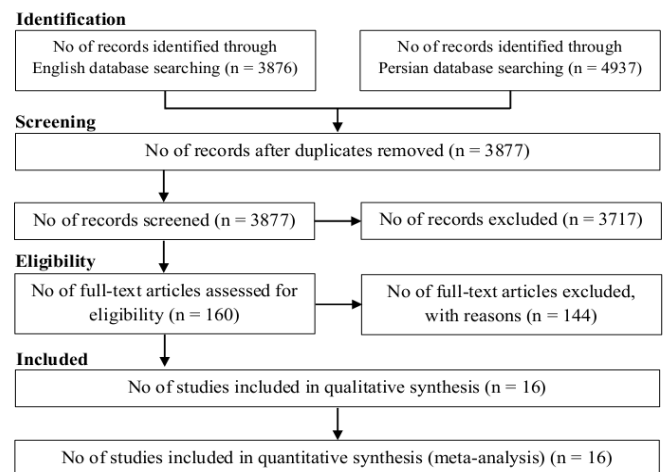 Identification
No of records identified through
English database searching (n = 3876)
No of records identified through
Persian database searching (n = 4937)
Screening
No of records after duplicates removed (n = 3877)
No of records screened (n = 3877)
No of records excluded (n = 3717)
Eligibility
No of full-text articles assessed for
eligibility (n = 160)
No of full-text articles excluded,
with reasons (n = 144)
Included
No of studies included in qualitative synthesis (n = 16)
No of studies included in quantitative synthesis (meta-analysis) (n = 16)